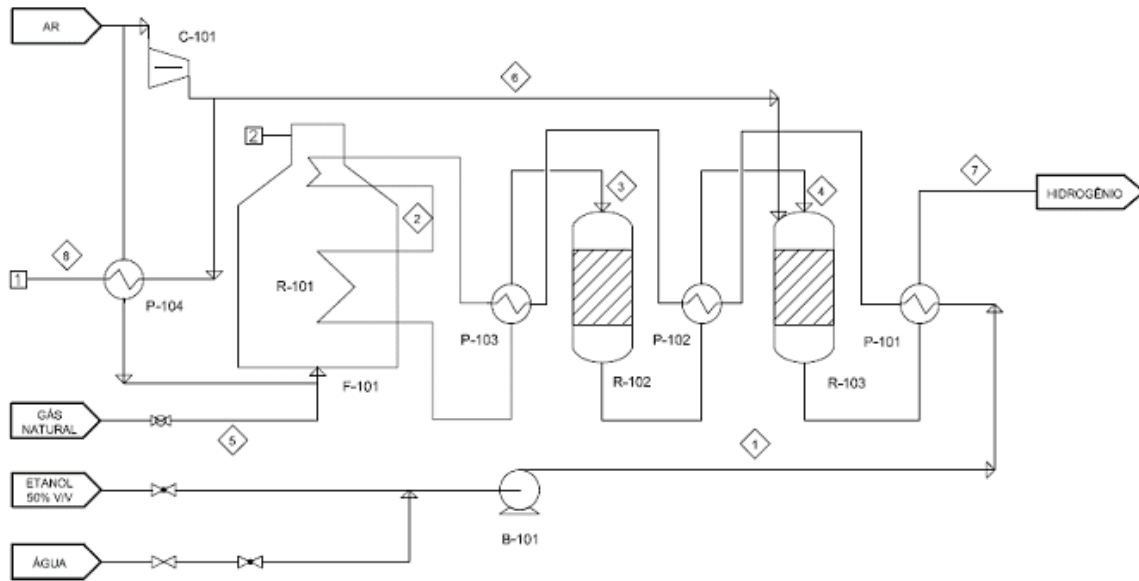 AR
C-101
6
2
3
4
7
HIDROGÊNIO
2
8
1
R-101
P-104
P-103
P-102
P-101
R-102
R-103
F-101
GÁS
NATURAL
5
1
ETANOL
50% V/V
B-101
ÁGUA